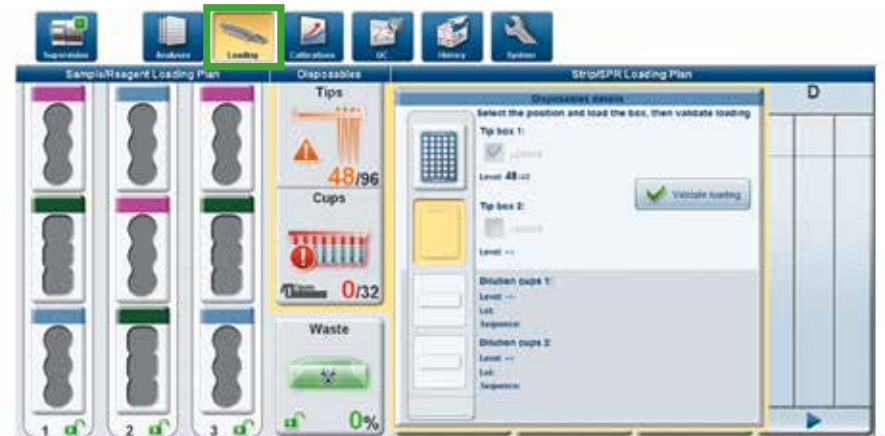 Supervision
Analyses
Loading
Calibrations
QC
History
System
Sample/Reagent Loading Plan
Disposables
Strip/SPR Loading Plan
Tips
48/96
Cups
0/32
Waste
0%
1
2
3
Disposables details
Select the position and load the box, then validate loading
Tip box 1:
Loaded
Level: 48/48
Validate loading
Tip box 2:
Loaded
Level: --
Dilution cups 1:
Level: --
Lot:
Sequence:
Dilution cups 2:
Level: --
Lot:
Sequence:
D